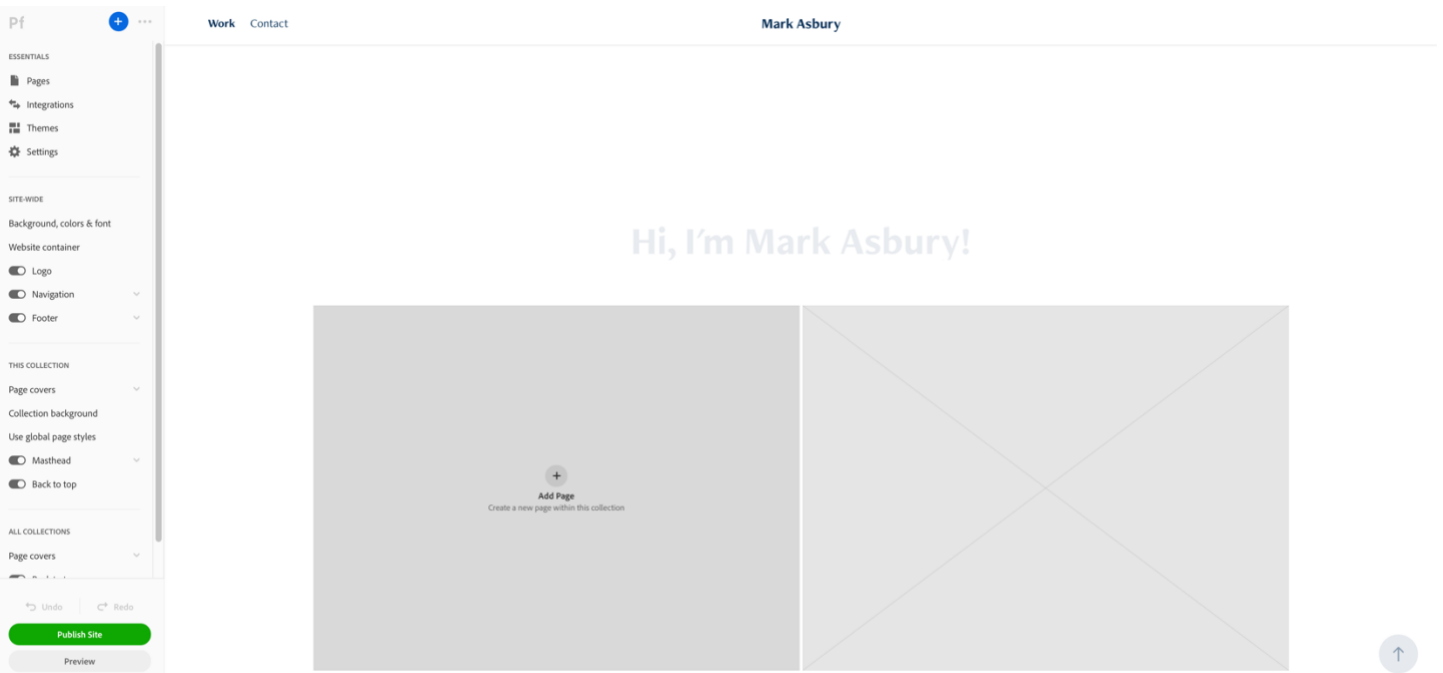 Pf
ESSENTIALS
Pages
Integrations
Themes
Settings
SITE-WIDE
Background, colors & font
Website container
Logo
Navigation
Footer
THIS COLLECTION
Page covers
Collection background
Use global page styles
Masthead
Back to top
ALL COLLECTIONS
Page covers
Undo
Redo
Publish Site
Preview
Work
Contact
Mark Asbury
Hi, I'm Mark Asbury!
Add Page
Create a new page within this collection